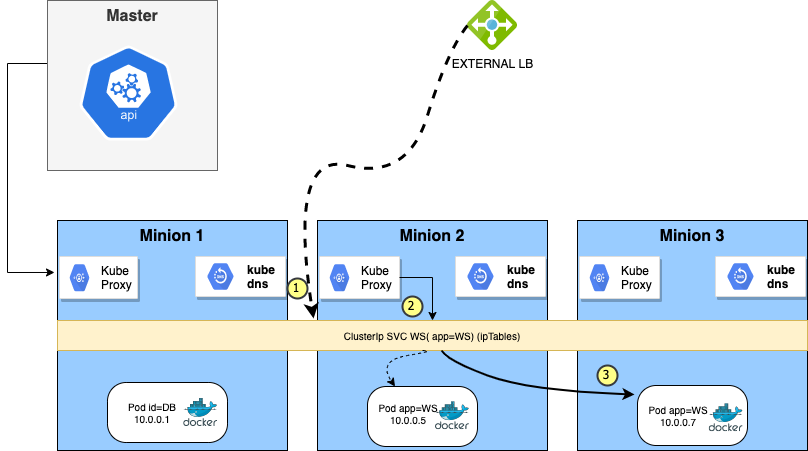 Master
api
EXTERNAL LB
Minion 1
Minion 2
Minion 3
Kube
Proxy
kube
dns
Kube
Proxy
kube
dns
Kube
Proxy
kube
dns
1
2
ClusterIp SVC WS( app=WS) (ipTables)
3
Pod id=DB
10.0.0.1
docker
Pod app=WS
10.0.0.5
docker
Pod app=WS
10.0.0.7
docker